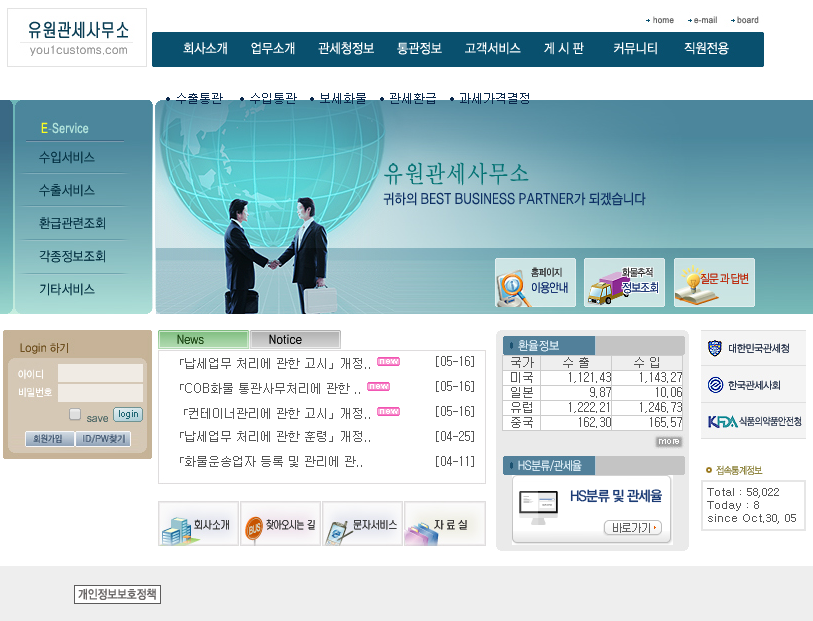 유원관세사무소
you1customs.com
home e-mail board
회사소개 업무소개 관세청정보 통관정보 고객서비스 게 시 판 커뮤니티 직원전용
• 수출통관 • 수입통관 • 보세화물 • 관세환급 • 과세가격결정
E-Service
수입서비스
수출서비스
환급관련조회
각종정보조회
기타서비스
유원관세사무소
귀하의 BEST BUSINESS PARTNER가 되겠습니다
홈페이지
이용안내
화물추적
정보조회
질문과 답변
Login 하기
아이디
비밀번호
save login
회원가입 ID/PW찾기
News Notice
「납세업무 처리에 관한 고시」 개정.. new [05-16]
「COB화물 통관사무처리에 관한 .. new [05-16]
「컨테이너관리에 관한 고시」 개정.. new [05-16]
「납세업무 처리에 관한 훈령」 개정.. [04-25]
「화물운송업자 등록 및 관리에 관.. [04-11]
회사소개
BUS 찾아오시는 길
문자서비스
자 료 실
환율정보
국가 수 출 수 입
미국 1,121.43 1,143.27
일본 9.87 10.06
유럽 1,222.21 1,246.73
중국 162.30 165.57
more
HS분류/관세율
HS분류 및 관세율
바로가기
대한민국관세청
한국관세사회
KFDA 식품의약품안전청
접속통계정보
Total : 58,022
Today : 8
since Oct.30, 05
개인정보보호정책